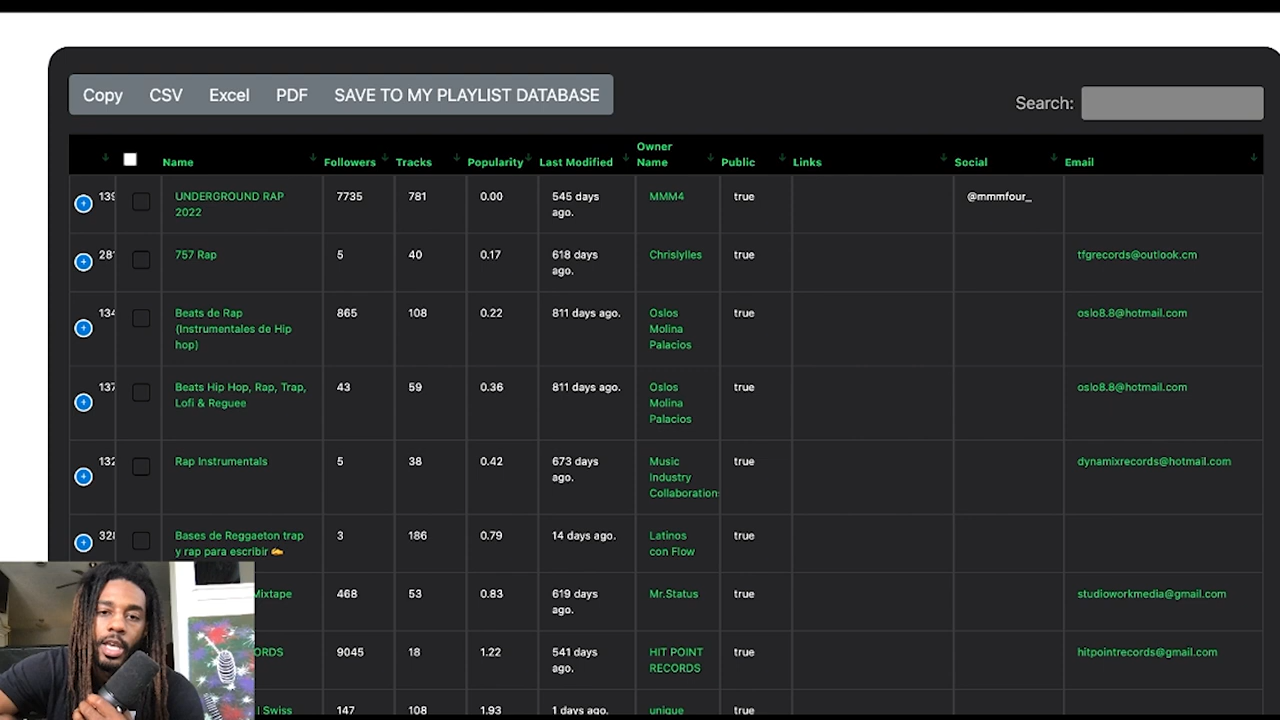 Copy CSV Excel PDF SAVE TO MY PLAYLIST DATABASE
Search:
Name Followers Tracks Popularity Last Modified Owner Name Public Links Social Email
UNDERGROUND RAP 2022 7735 781 0.00 545 days ago. MMM4 true @mmmfour_
757 Rap 5 40 0.17 618 days ago. Chrislylles true tfgrecords@outlook.cm
Beats de Rap (Instrumentales de Hip hop) 865 108 0.22 811 days ago. Oslos Molina Palacios true oslo8.8@hotmail.com
Beats Hip Hop, Rap, Trap, Lofi & Reguee 43 59 0.36 811 days ago. Oslos Molina Palacios true oslo8.8@hotmail.com
Rap Instrumentals 5 38 0.42 673 days ago. Music Industry Collaborations true dynamixrecords@hotmail.com
Bases de Reggaeton trap y rap para escribir ✍️ 3 186 0.79 14 days ago. Latinos con Flow true
Mixtape 468 53 0.83 619 days ago. Mr.Status true studioworkmedia@gmail.com
ORDS 9045 18 1.22 541 days ago. HIT POINT RECORDS true hitpointrecords@gmail.com
Swiss 147 108 1.93 1 days ago. unique true